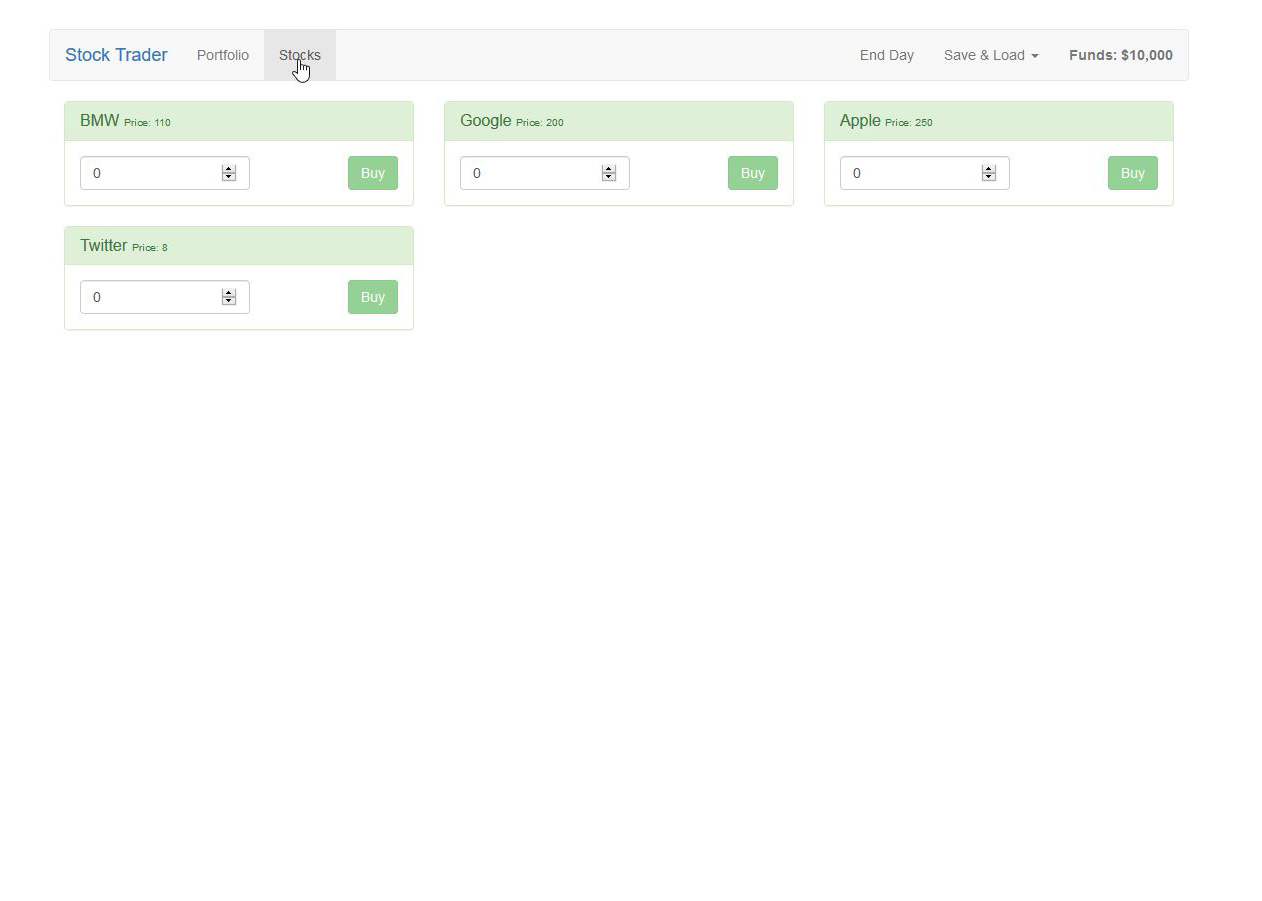 Stock Trader Portfolio Stocks End Day Save & Load Funds: $10,000
BMW Price: 110 Google Price: 200 Apple Price: 250
0 Buy 0 Buy 0 Buy
Twitter Price: 8
0 Buy